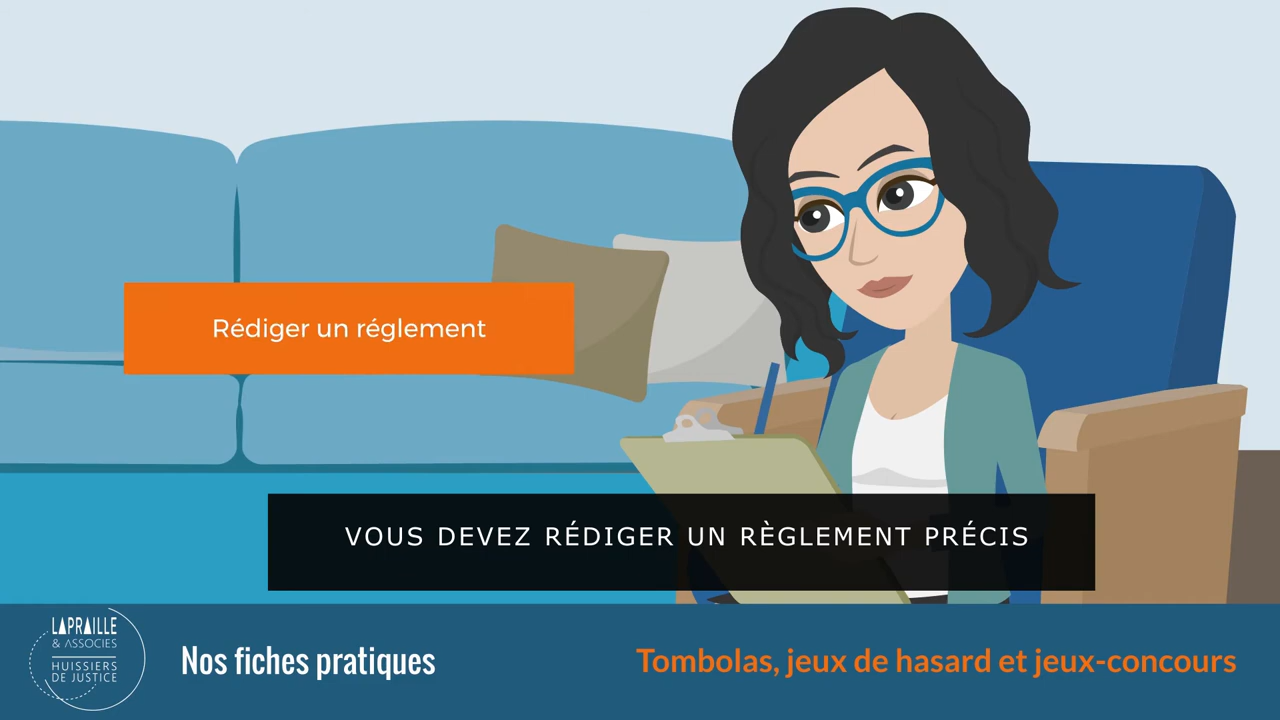 Rédiger un réglement
VOUS DEVEZ RÉDIGER UN RÈGLEMENT PRÉCIS
LAPRAILLE
& ASSOCIES
HUISSIERS
DE JUSTICE
Nos fiches pratiques
Tombolas, jeux de hasard et jeux-concours